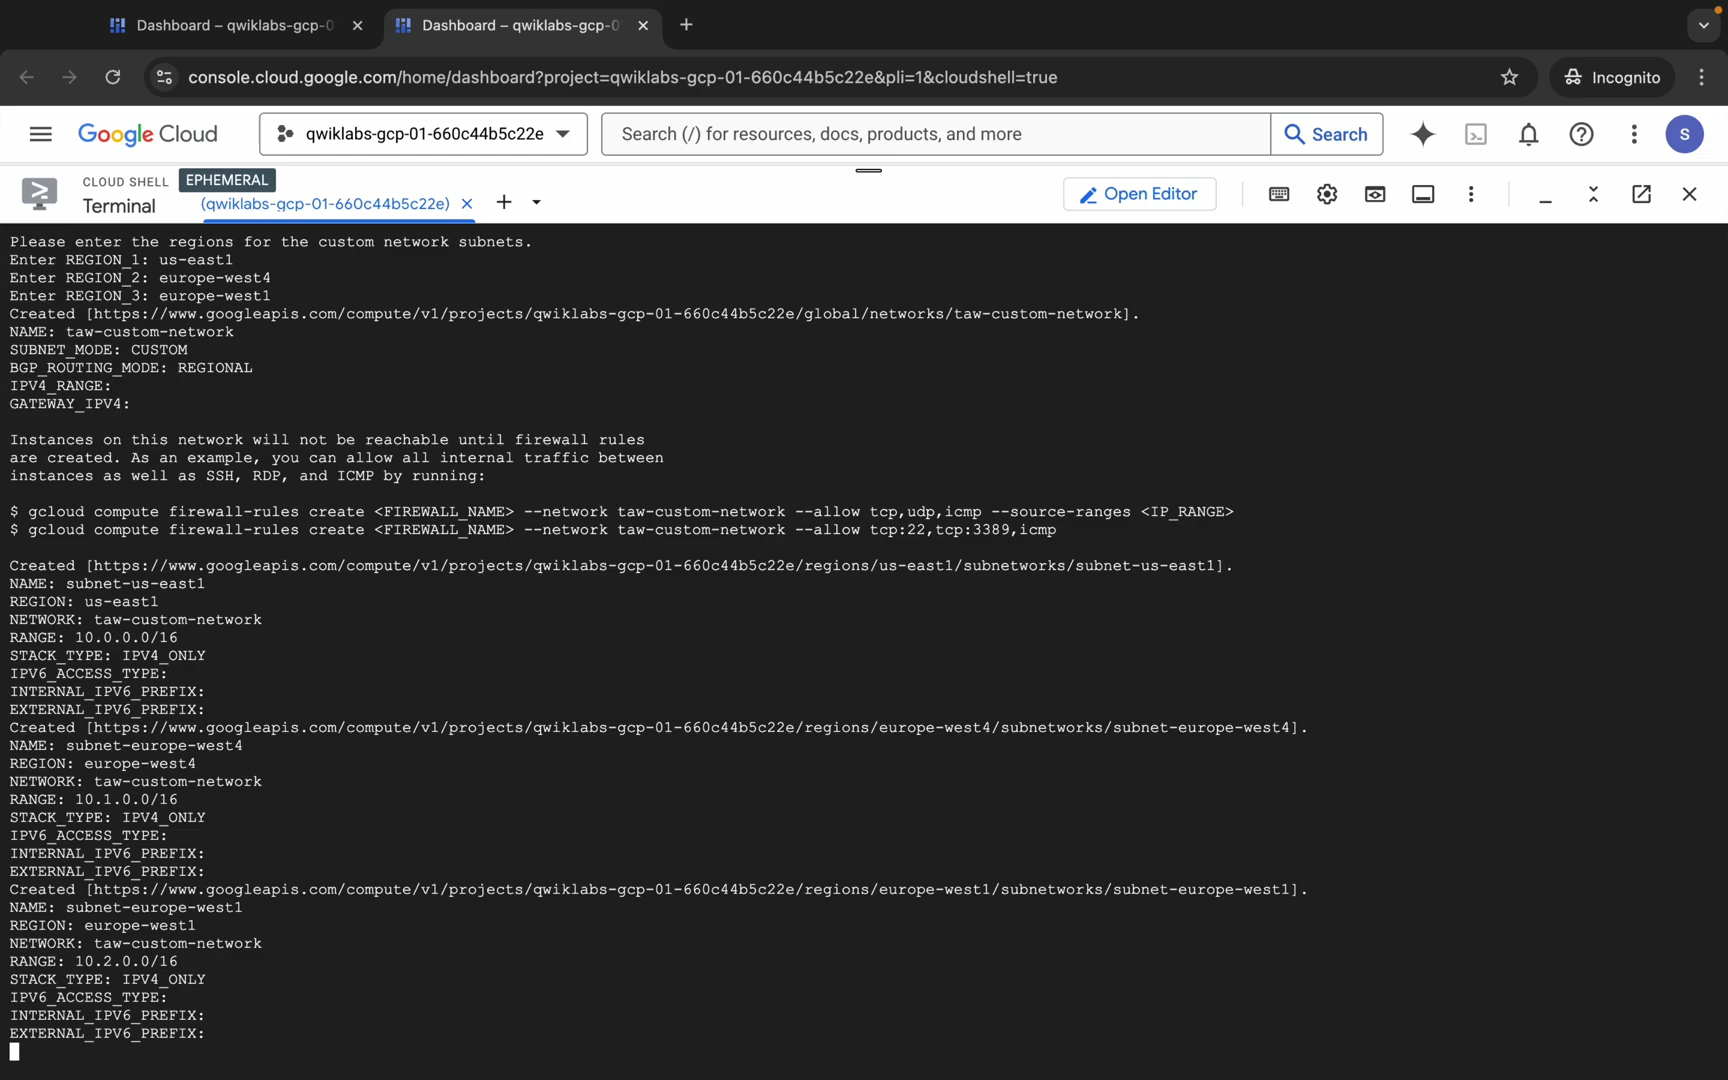 Dashboard – qwiklabs-gcp-0
Dashboard – qwiklabs-gcp-0
console.cloud.google.com/home/dashboard?project=qwiklabs-gcp-01-660c44b5c22e&pli=1&cloudshell=true
Incognito
Google Cloud
qwiklabs-gcp-01-660c44b5c22e
Search (/) for resources, docs, products, and more
Search
S
CLOUD SHELL
Terminal
EPHEMERAL
(qwiklabs-gcp-01-660c44b5c22e)
Open Editor
Please enter the regions for the custom network subnets.
Enter REGION_1: us-east1
Enter REGION_2: europe-west4
Enter REGION_3: europe-west1
Created [https://www.googleapis.com/compute/v1/projects/qwiklabs-gcp-01-660c44b5c22e/global/networks/taw-custom-network].
NAME: taw-custom-network
SUBNET_MODE: CUSTOM
BGP_ROUTING_MODE: REGIONAL
IPV4_RANGE:
GATEWAY_IPV4:
Instances on this network will not be reachable until firewall rules
are created. As an example, you can allow all internal traffic between
instances as well as SSH, RDP, and ICMP by running:
$ gcloud compute firewall-rules create <FIREWALL_NAME> --network taw-custom-network --allow tcp,udp,icmp --source-ranges <IP_RANGE>
$ gcloud compute firewall-rules create <FIREWALL_NAME> --network taw-custom-network --allow tcp:22,tcp:3389,icmp
Created [https://www.googleapis.com/compute/v1/projects/qwiklabs-gcp-01-660c44b5c22e/regions/us-east1/subnetworks/subnet-us-east1].
NAME: subnet-us-east1
REGION: us-east1
NETWORK: taw-custom-network
RANGE: 10.0.0.0/16
STACK_TYPE: IPV4_ONLY
IPV6_ACCESS_TYPE:
INTERNAL_IPV6_PREFIX:
EXTERNAL_IPV6_PREFIX:
Created [https://www.googleapis.com/compute/v1/projects/qwiklabs-gcp-01-660c44b5c22e/regions/europe-west4/subnetworks/subnet-europe-west4].
NAME: subnet-europe-west4
REGION: europe-west4
NETWORK: taw-custom-network
RANGE: 10.1.0.0/16
STACK_TYPE: IPV4_ONLY
IPV6_ACCESS_TYPE:
INTERNAL_IPV6_PREFIX:
EXTERNAL_IPV6_PREFIX:
Created [https://www.googleapis.com/compute/v1/projects/qwiklabs-gcp-01-660c44b5c22e/regions/europe-west1/subnetworks/subnet-europe-west1].
NAME: subnet-europe-west1
REGION: europe-west1
NETWORK: taw-custom-network
RANGE: 10.2.0.0/16
STACK_TYPE: IPV4_ONLY
IPV6_ACCESS_TYPE:
INTERNAL_IPV6_PREFIX:
EXTERNAL_IPV6_PREFIX: